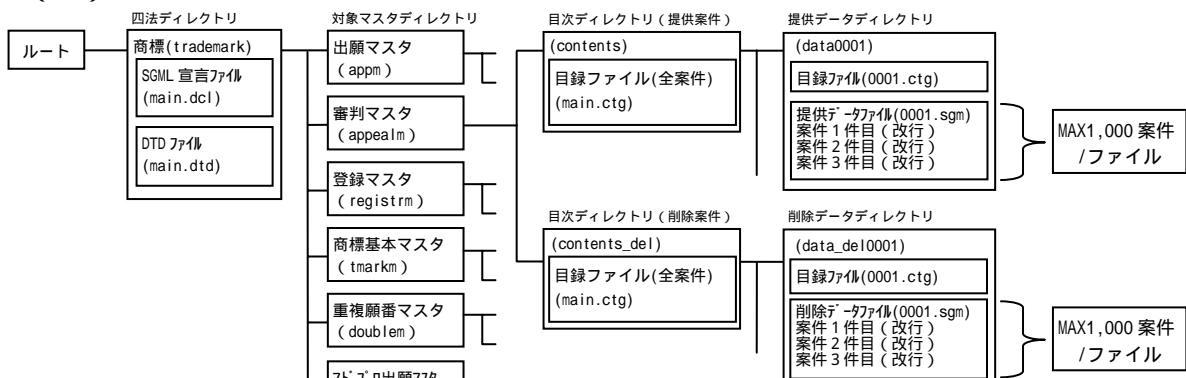 四法ディレクトリ
対象マスタディレクトリ
目次ディレクトリ(提供案件)
提供データディレクトリ
ルート
商標(trademark)
SGML 宣言ファイル
(main.dcl)
DTD ファイル
(main.dtd)
出願マスタ
(appm)
審判マスタ
(appealm)
登録マスタ
(registrm)
商標基本マスタ
(tmarkm)
重複願番マスタ
(doublem)
(contents)
目録ファイル(全案件)
(main.ctg)
(data0001)
目録ファイル(0001.ctg)
提供データファイル(0001.sgm)
案件1件目(改行)
案件2件目(改行)
案件3件目(改行)
MAX1,000 案件
/ファイル
目次ディレクトリ(削除案件)
削除データディレクトリ
(contents_del)
目録ファイル(全案件)
(main.ctg)
(data_del0001)
目録ファイル(0001.ctg)
削除データファイル(0001.sgm)
案件1件目(改行)
案件2件目(改行)
案件3件目(改行)
MAX1,000 案件
/ファイル